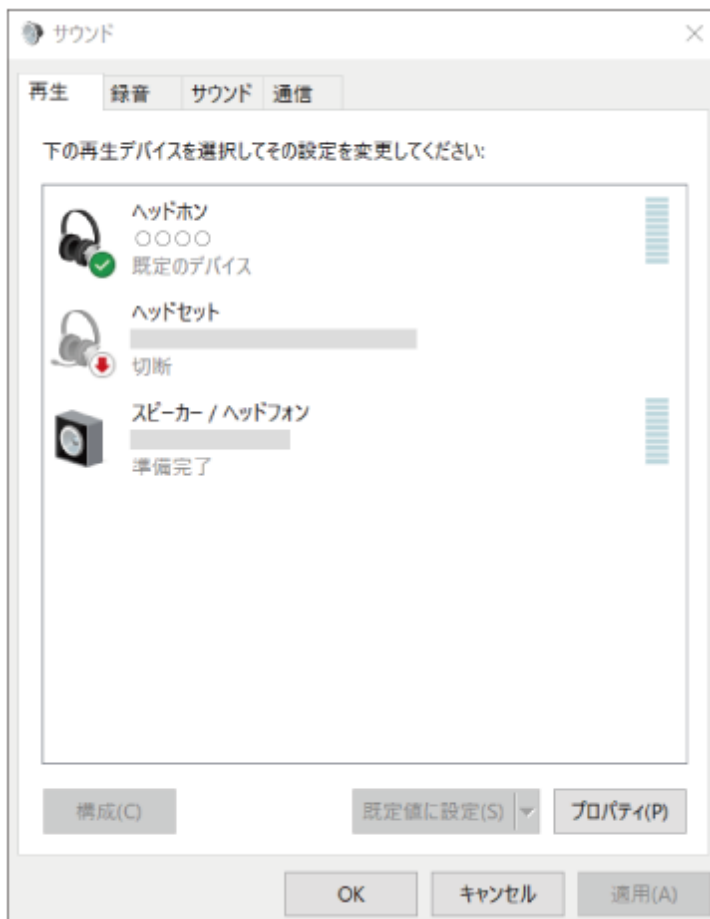 サウンド
再生 録音 サウンド 通信
下の再生デバイスを選択してその設定を変更してください:
ヘッドホン
○○○○
既定のデバイス
ヘッドセット
切断
スピーカー / ヘッドフォン
準備完了
構成(C) 既定値に設定(S) プロパティ(P)
OK キャンセル 適用(A)